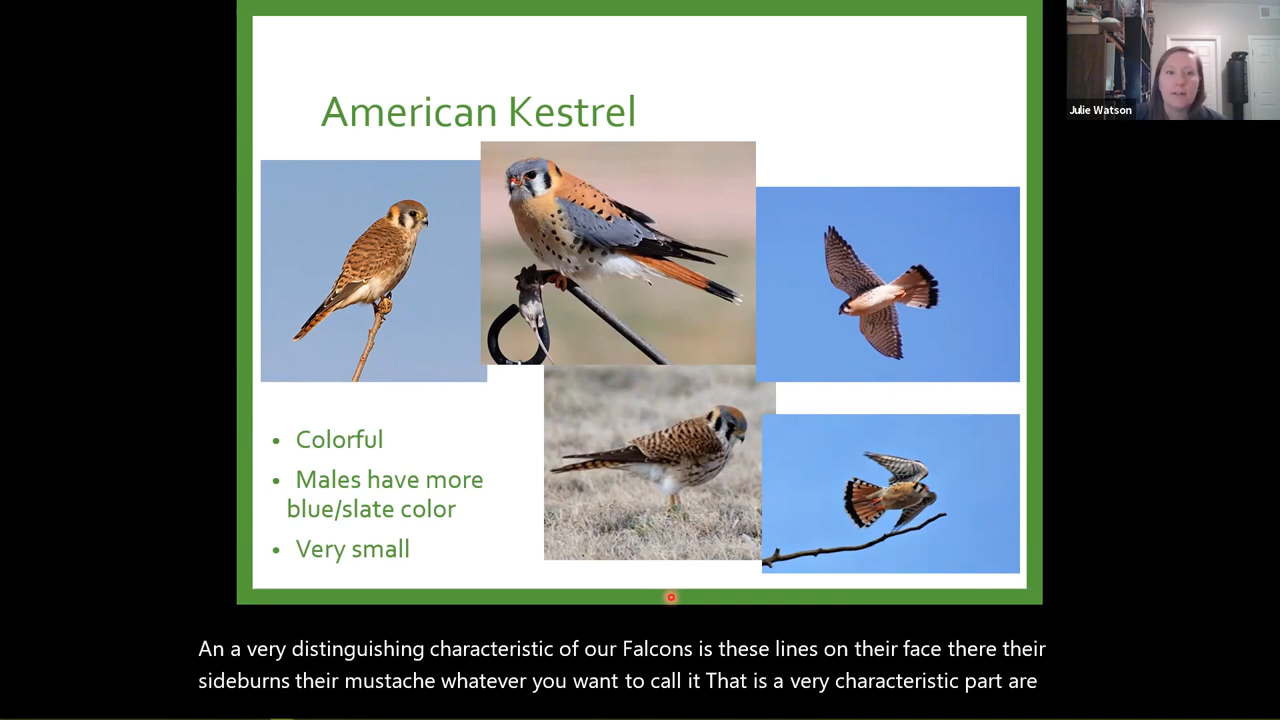 Julie Watson
American Kestrel
• Colorful
• Males have more
blue/slate color
• Very small
An a very distinguishing characteristic of our Falcons is these lines on their face there their
sideburns their mustache whatever you want to call it That is a very characteristic part are